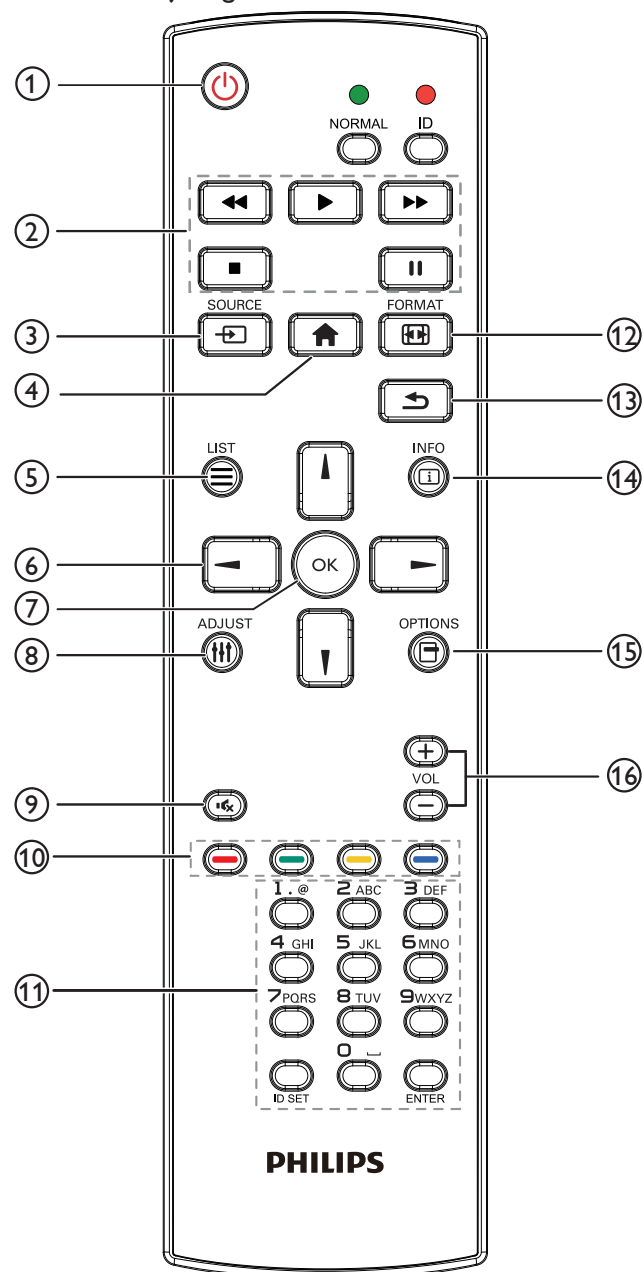 ①
NORMAL ID
②
SOURCE FORMAT
③ ⑫
④ ⑬
LIST INFO
⑤ ⑭
⑥ OK
⑦
ADJUST OPTIONS
⑧ ⑮
VOL ⑯
⑨
⑩
1 . @ 2 ABC 3 DEF
4 GHI 5 JKL 6 MNO
⑪
7 PQRS 8 TUV 9 WXYZ
0 ⎵
ID SET ENTER
PHILIPS